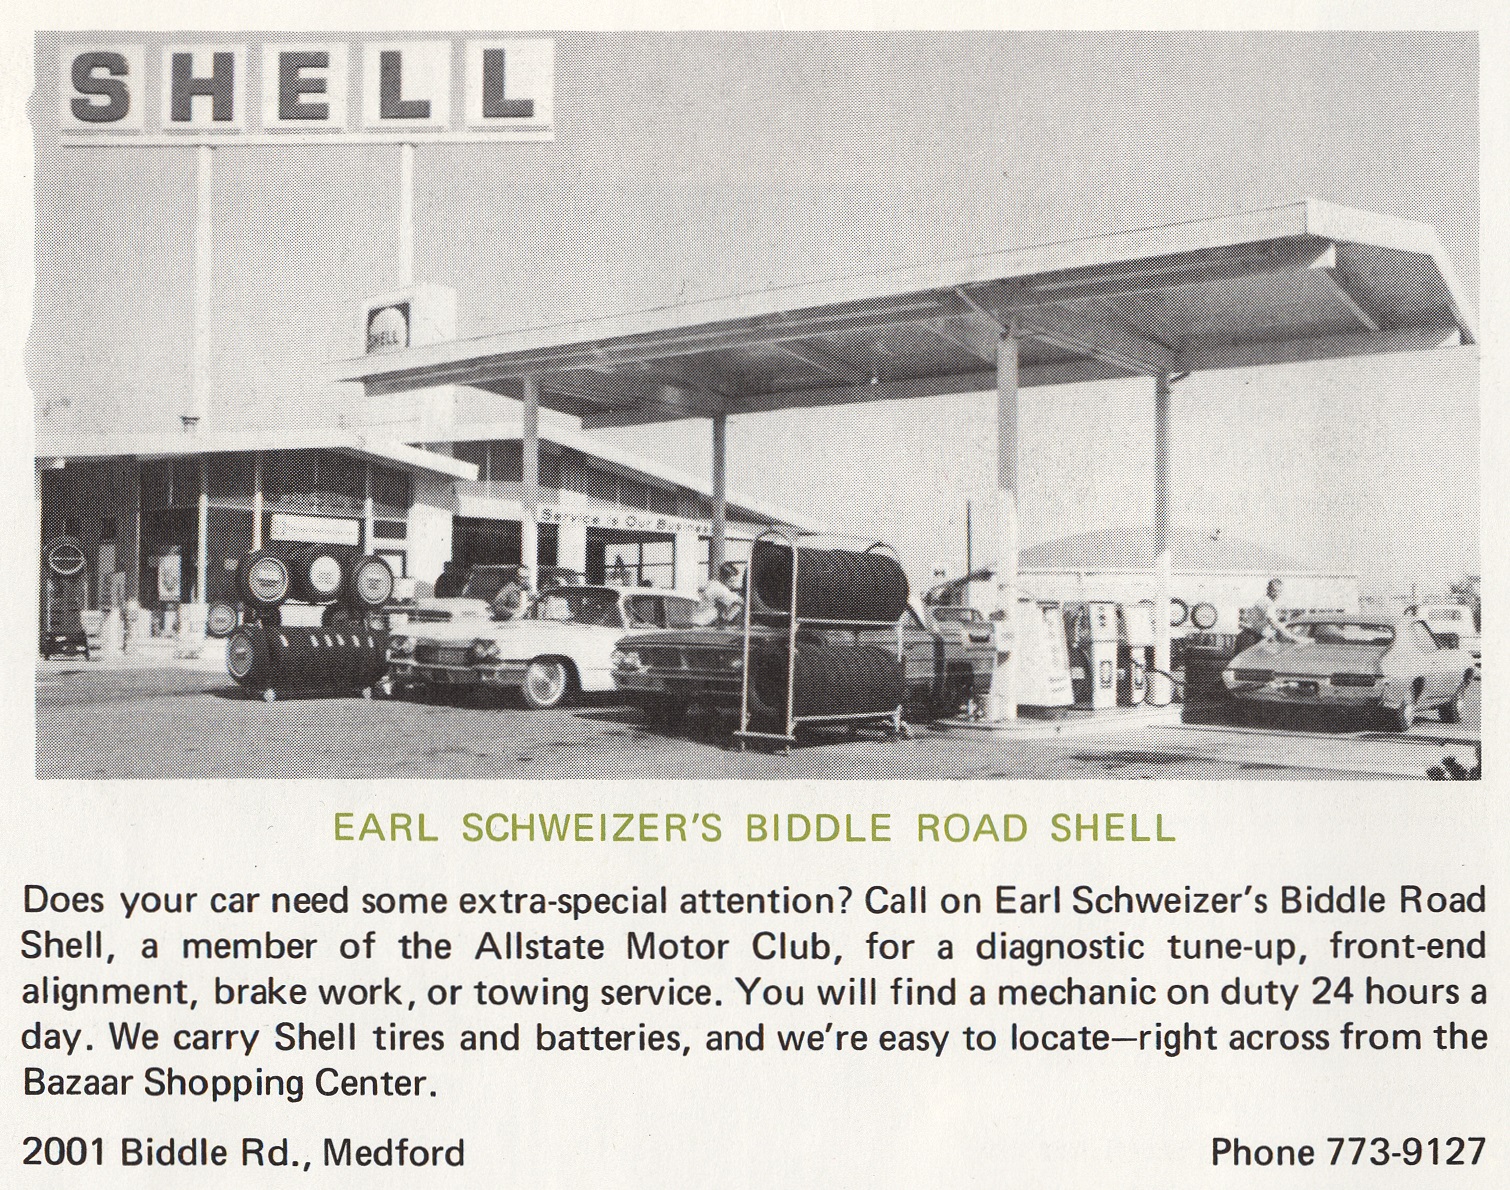 SHELL
SHELL
Service is Our Business
EARL SCHWEIZER'S BIDDLE ROAD SHELL
Does your car need some extra-special attention? Call on Earl Schweizer's Biddle Road
Shell, a member of the Allstate Motor Club, for a diagnostic tune-up, front-end
alignment, brake work, or towing service. You will find a mechanic on duty 24 hours a
day. We carry Shell tires and batteries, and we're easy to locate—right across from the
Bazaar Shopping Center.
2001 Biddle Rd., Medford
Phone 773-9127